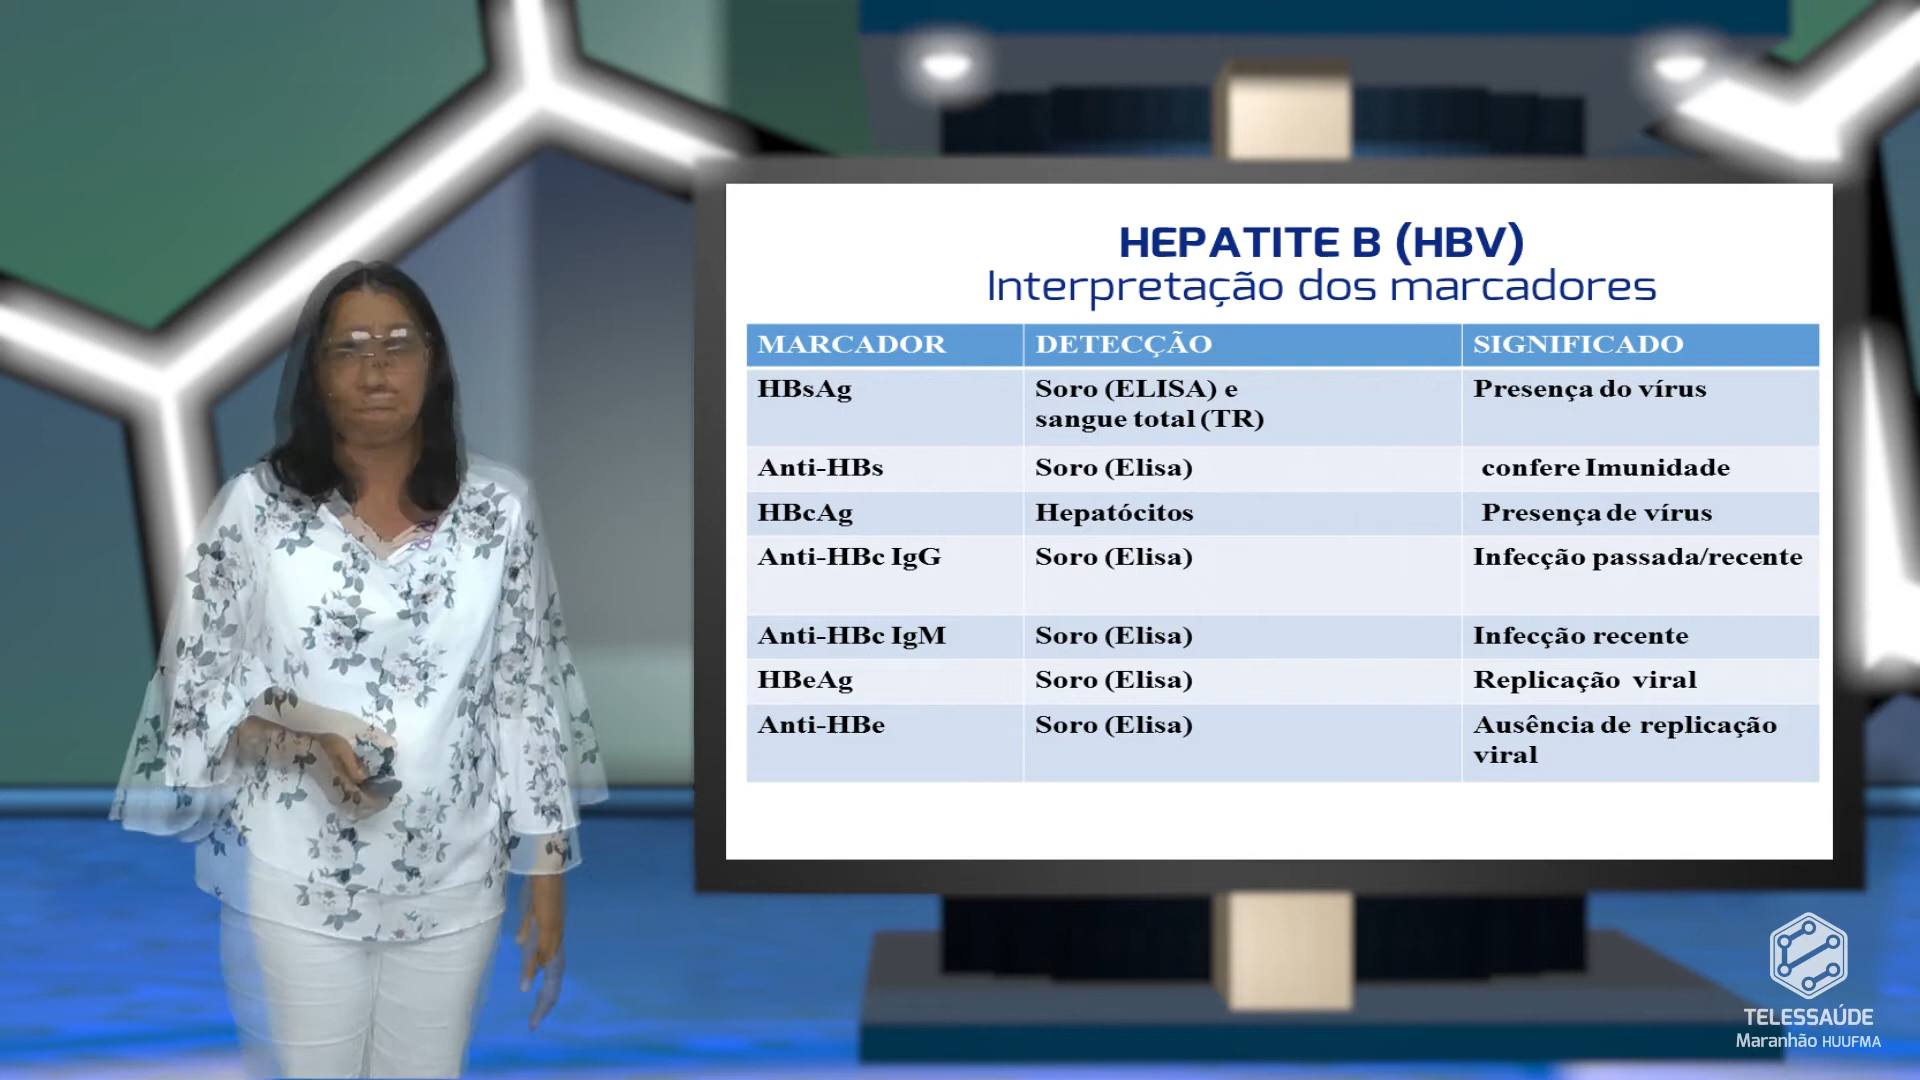 HEPATITE B (HBV)
Interpretação dos marcadores
MARCADOR DETECÇÃO SIGNIFICADO
HBsAg Soro (ELISA) e Presença do vírus
sangue total (TR)
Anti-HBs Soro (Elisa) confere Imunidade
HBcAg Hepatócitos Presença de vírus
Anti-HBc IgG Soro (Elisa) Infecção passada/recente
Anti-HBc IgM Soro (Elisa) Infecção recente
HBeAg Soro (Elisa) Replicação viral
Anti-HBe Soro (Elisa) Ausência de replicação
viral
TELESSAÚDE
Maranhão HUUFMA